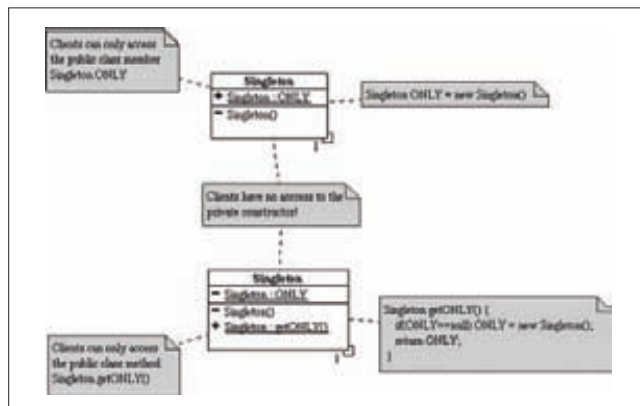 Clients can only access
the public class member
Singleton.ONLY
Singleton
+ Singleton : ONLY
- Singleton()
1
Singleton ONLY = new Singleton()
Clients have no access to the
private constructor!
Singleton
- Singleton : ONLY
- Singleton()
+ Singleton : getONLY()
1
Singleton getONLY() {
if(ONLY==null) ONLY = new Singleton();
return ONLY;
}
Clients can only access
the public class method
Singleton.getONLY()